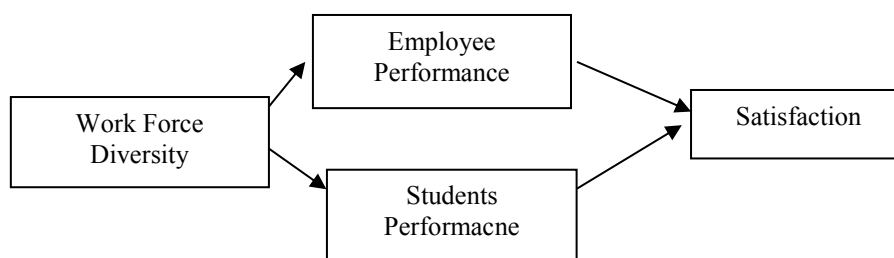 Employee
Performance
Work Force
Diversity
Satisfaction
Students
Performacne